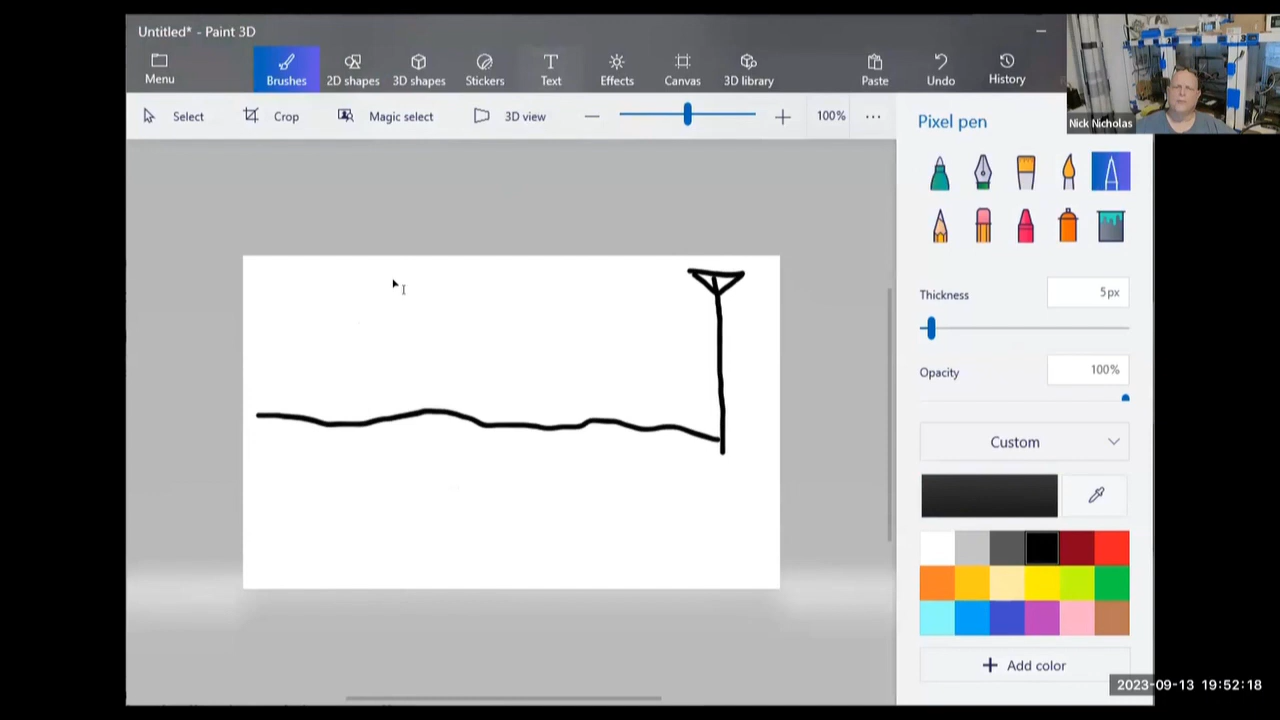 Untitled* - Paint 3D
Menu
Brushes
2D shapes
3D shapes
Stickers
Text
Effects
Canvas
3D library
Paste
Undo
History
Select
Crop
Magic select
3D view
100%
Nick Nicholas
Pixel pen
Thickness
5px
Opacity
100%
Custom
Add color
2023-09-13 19:52:18